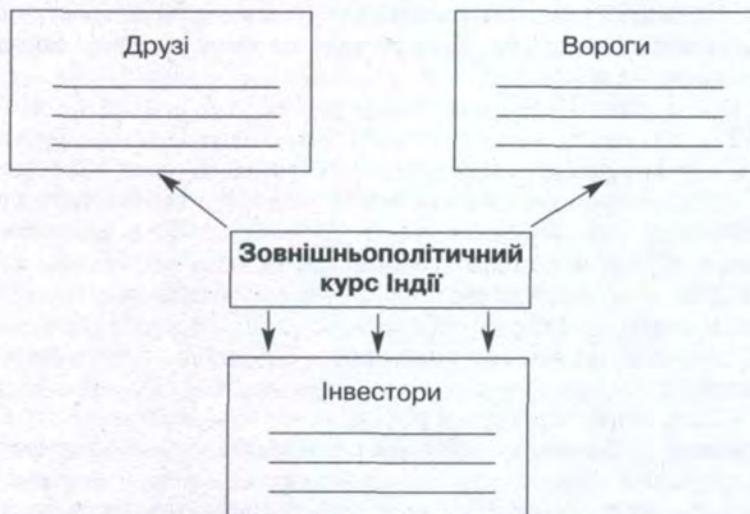 Друзі
Вороги
Зовнішньополітичний
курс Індії
Інвестори